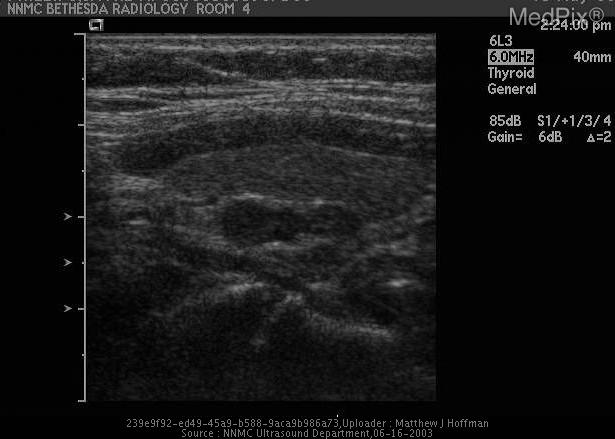 NNMC BETHESDA RADIOLOGY ROOM 4
MedPix®
2:24:00 pm
6L3
6.0MHz 40mm
Thyroid
General
85dB S1/+1/3/4
Gain= 6dB Δ=2
239e9f92-ed49-45a9-b588-9aca9b986a73,Uploader : Matthew J Hoffman
Source : NNMC Ultrasound Department,06-16-2003